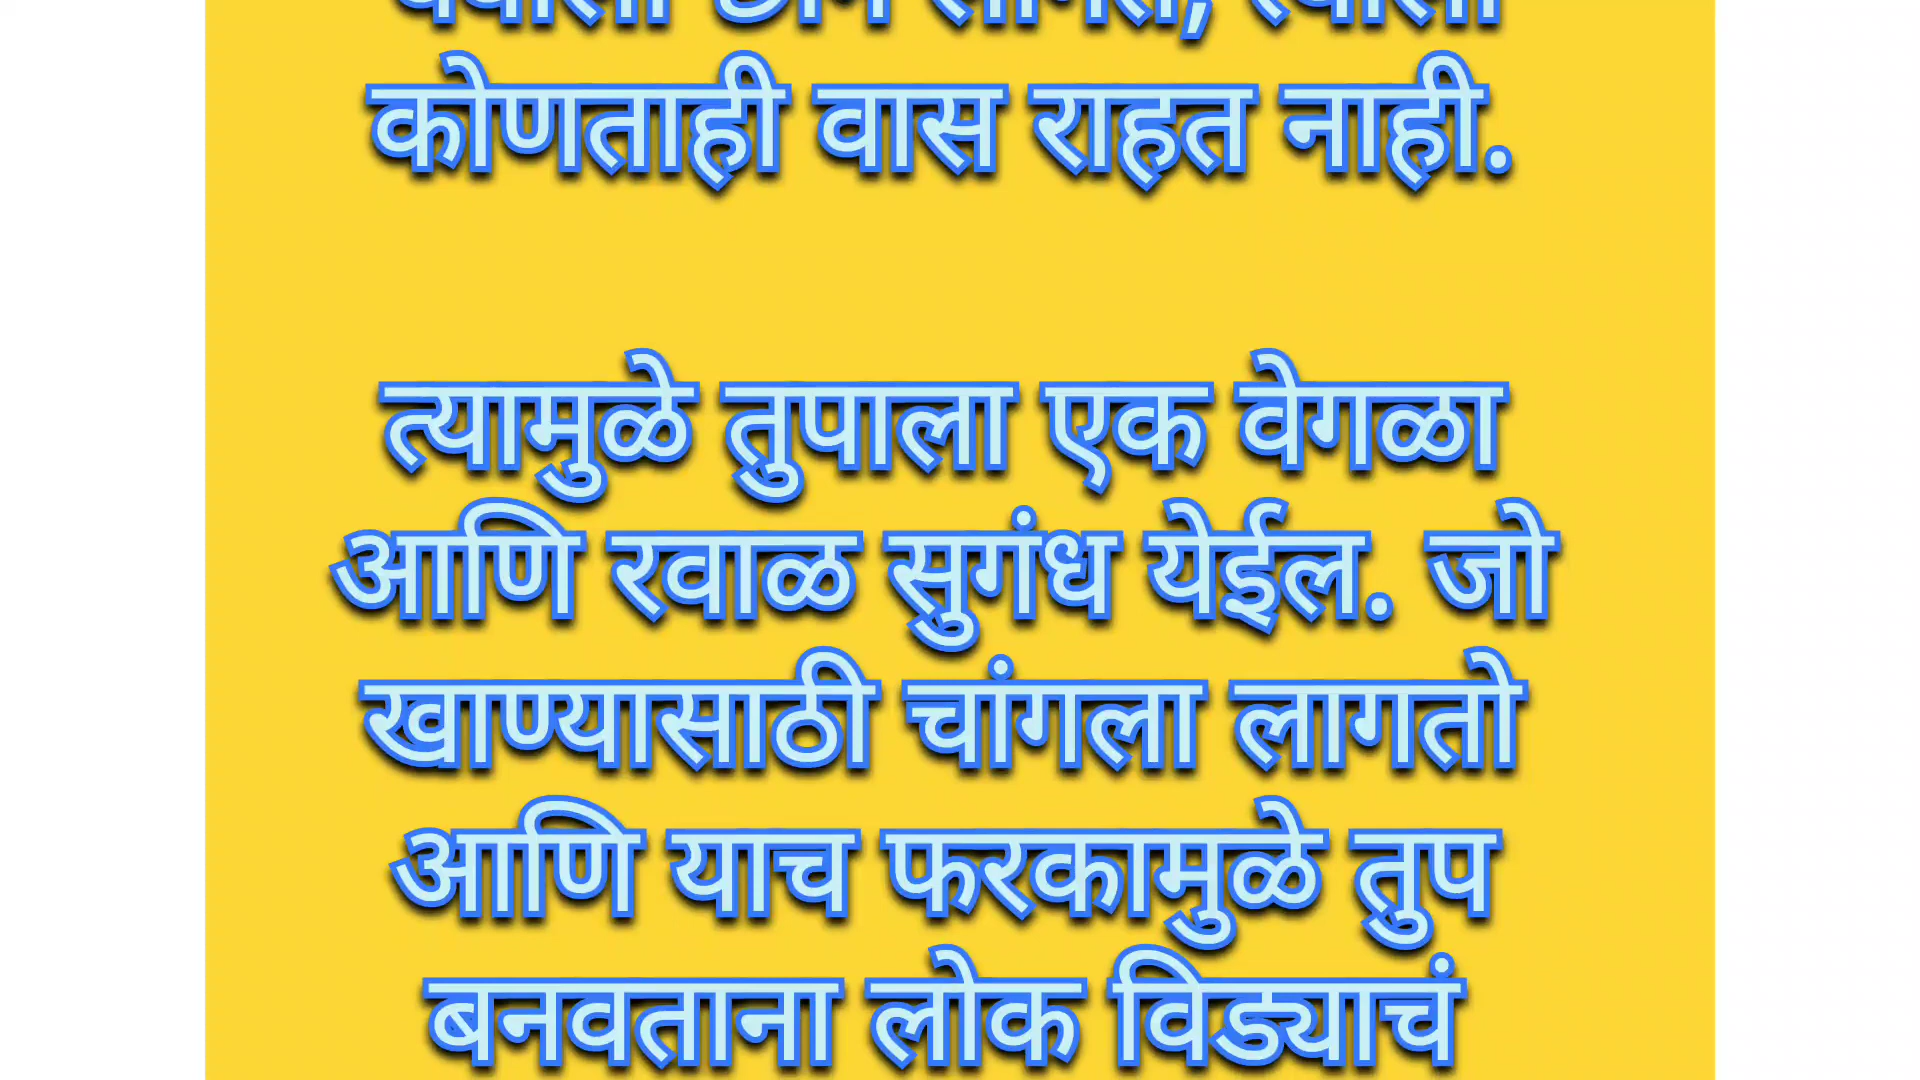 कोणताही वास राहत नाही.
त्यामुळे तुपाला एक वेगळा
आणि रवाळ सुगंध येईल. जो
खाण्यासाठी चांगला लागतो
आणि याच फरकामुळे तुप
बनवताना लोक विड्याचं